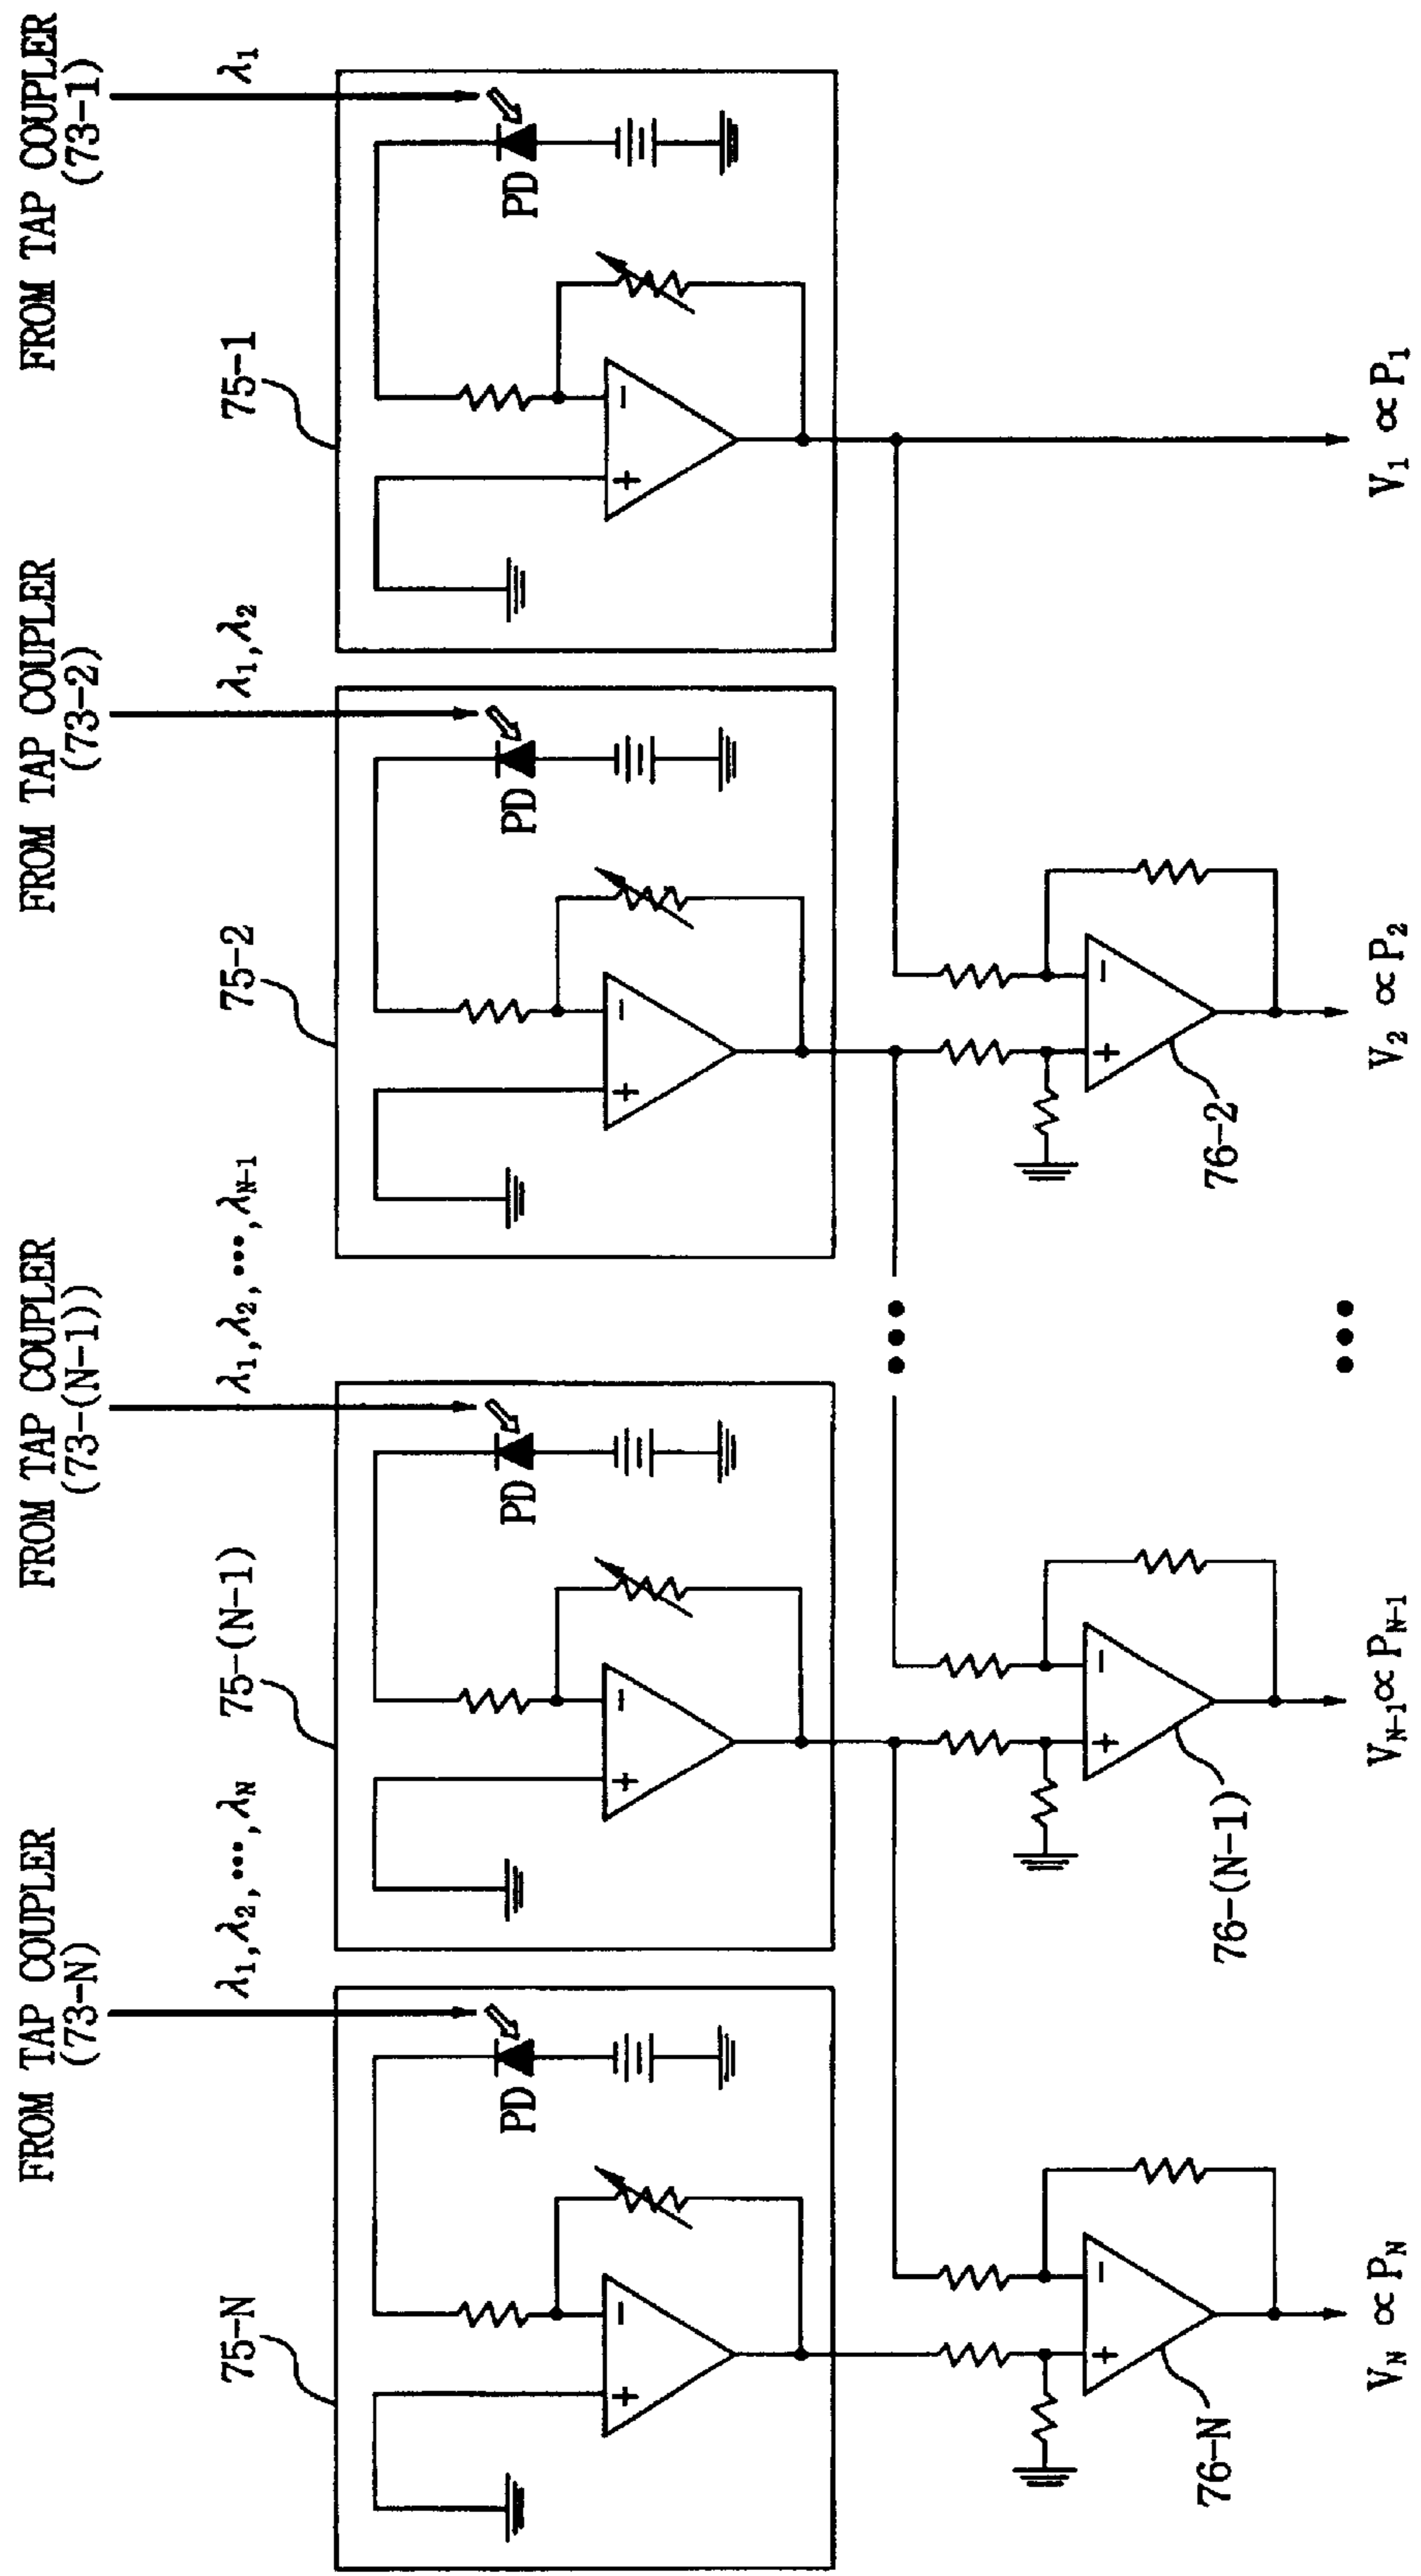 FROM TAP COUPLER
(73-N)
FROM TAP COUPLER
(73-(N-1))
FROM TAP COUPLER
(73-2)
FROM TAP COUPLER
(73-1)
λ₁,λ₂,•••,λN
λ₁,λ₂,•••,λN-1
λ₁,λ₂
λ₁
75-N
75-(N-1)
75-2
75-1
PD
PD
PD
PD
+
−
+
−
+
−
+
−
•••
+
−
+
−
+
−
76-N
76-(N-1)
76-2
VN ∝PN
VN-1∝PN-1
•••
V₂ ∝P₂
V₁ ∝P₁